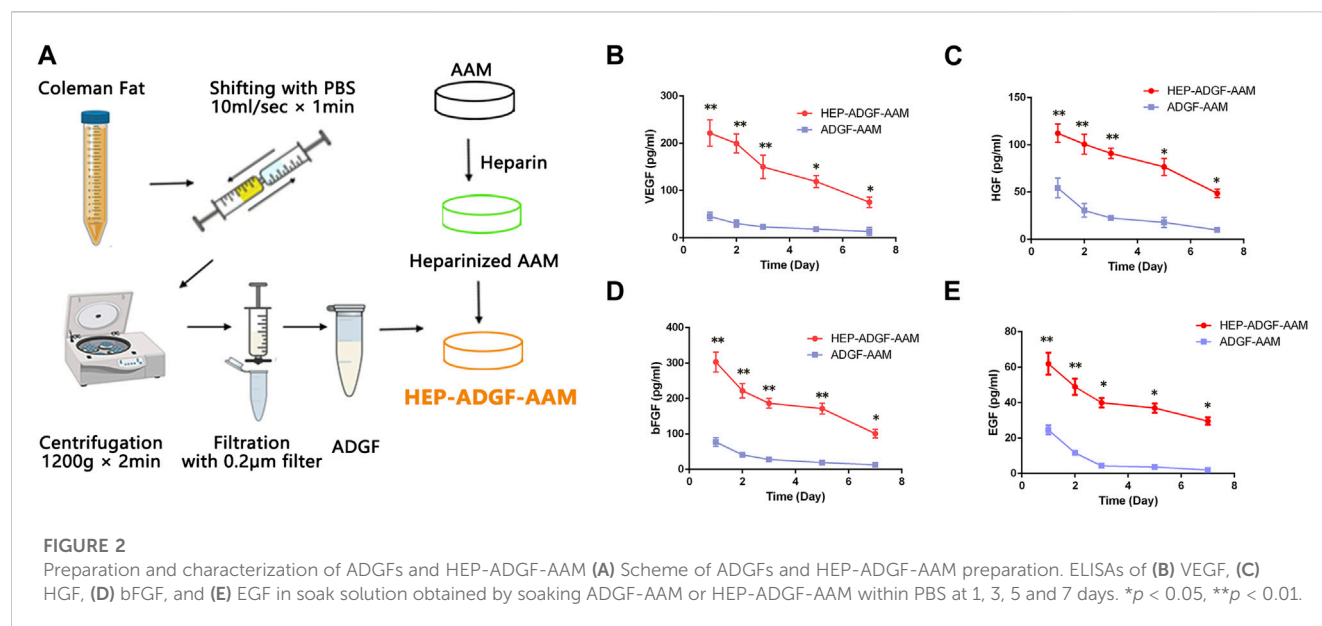 A
Coleman Fat
Shifting with PBS
10ml/sec × 1min
AAM
Heparin
Heparinized AAM
HEP-ADGF-AAM
Centrifugation
1200g × 2min
Filtration
with 0.2μm filter
ADGF
B
300
200
100
0
VEGF (pg/ml)
**
**
**
*
*
HEP-ADGF-AAM
ADGF-AAM
0 2 4 6 8
Time (Day)
C
150
100
50
0
HGF (pg/ml)
**
**
**
*
*
HEP-ADGF-AAM
ADGF-AAM
0 2 4 6 8
Time (Day)
D
400
300
200
100
0
bFGF (pg/ml)
**
**
**
**
*
HEP-ADGF-AAM
ADGF-AAM
0 2 4 6 8
Time (Day)
E
60
40
20
0
EGF (pg/ml)
**
**
*
*
*
HEP-ADGF-AAM
ADGF-AAM
0 2 4 6 8
Time (Day)
FIGURE 2
Preparation and characterization of ADGFs and HEP-ADGF-AAM (A) Scheme of ADGFs and HEP-ADGF-AAM preparation. ELISAs of (B) VEGF, (C)
HGF, (D) bFGF, and (E) EGF in soak solution obtained by soaking ADGF-AAM or HEP-ADGF-AAM within PBS at 1, 3, 5 and 7 days. *p < 0.05, **p < 0.01.